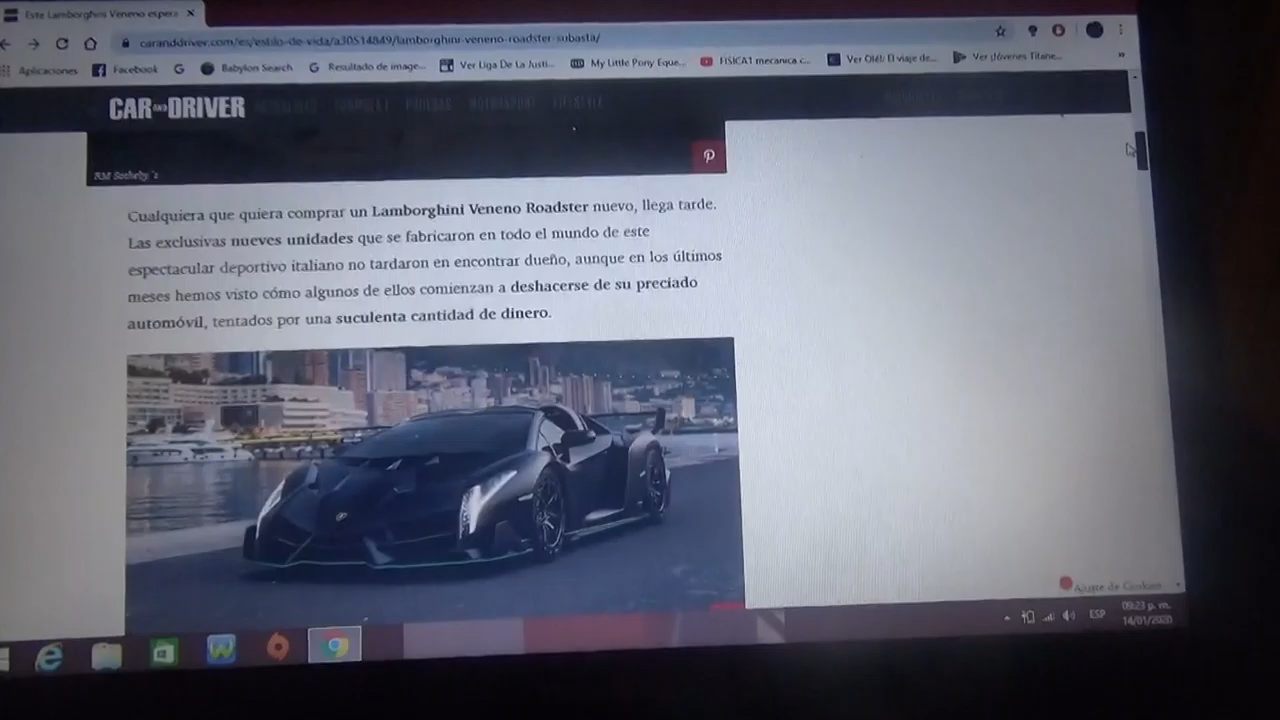 Este Lamborghini Veneno espera
caranddriver.com/es/estilo-de-vida/a30514849/lamborghini-veneno-roadster-subasta/
Aplicaciones Facebook Babylon Search Resultado de image... Ver Liga De La Justi... My Little Pony Eque... FISICA1 mecanica c... Ver Oléb El viaje de... Ver Jóvenes Titane... »
CAR AND DRIVER
RM Sotheby´s
Cualquiera que quiera comprar un Lamborghini Veneno Roadster nuevo, llega tarde.
Las exclusivas nueves unidades que se fabricaron en todo el mundo de este
espectacular deportivo italiano no tardaron en encontrar dueño, aunque en los últimos
meses hemos visto cómo algunos de ellos comienzan a deshacerse de su preciado
automóvil, tentados por una suculenta cantidad de dinero.
Ajuste de Cookies
ESP
09:23 p. m.
14/01/2020